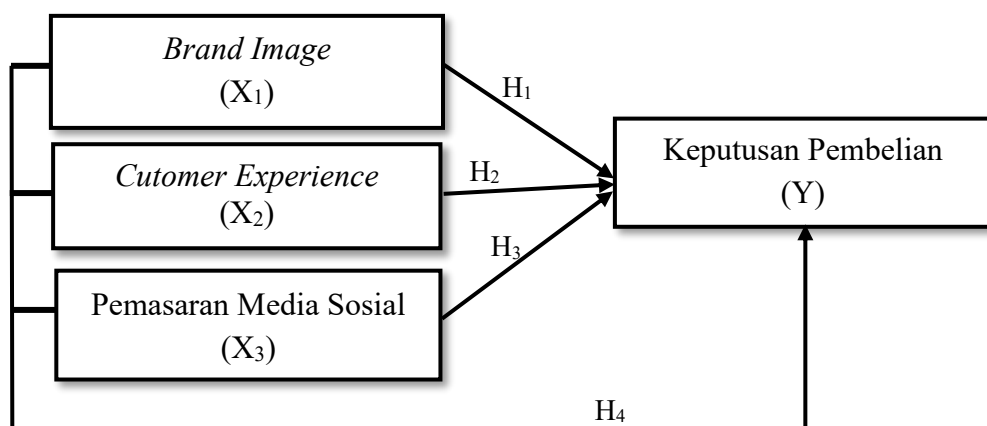 Brand Image
(X₁)
H₁
Cutomer Experience
(X₂)
H₂
Keputusan Pembelian
(Y)
H₃
Pemasaran Media Sosial
(X₃)
H₄